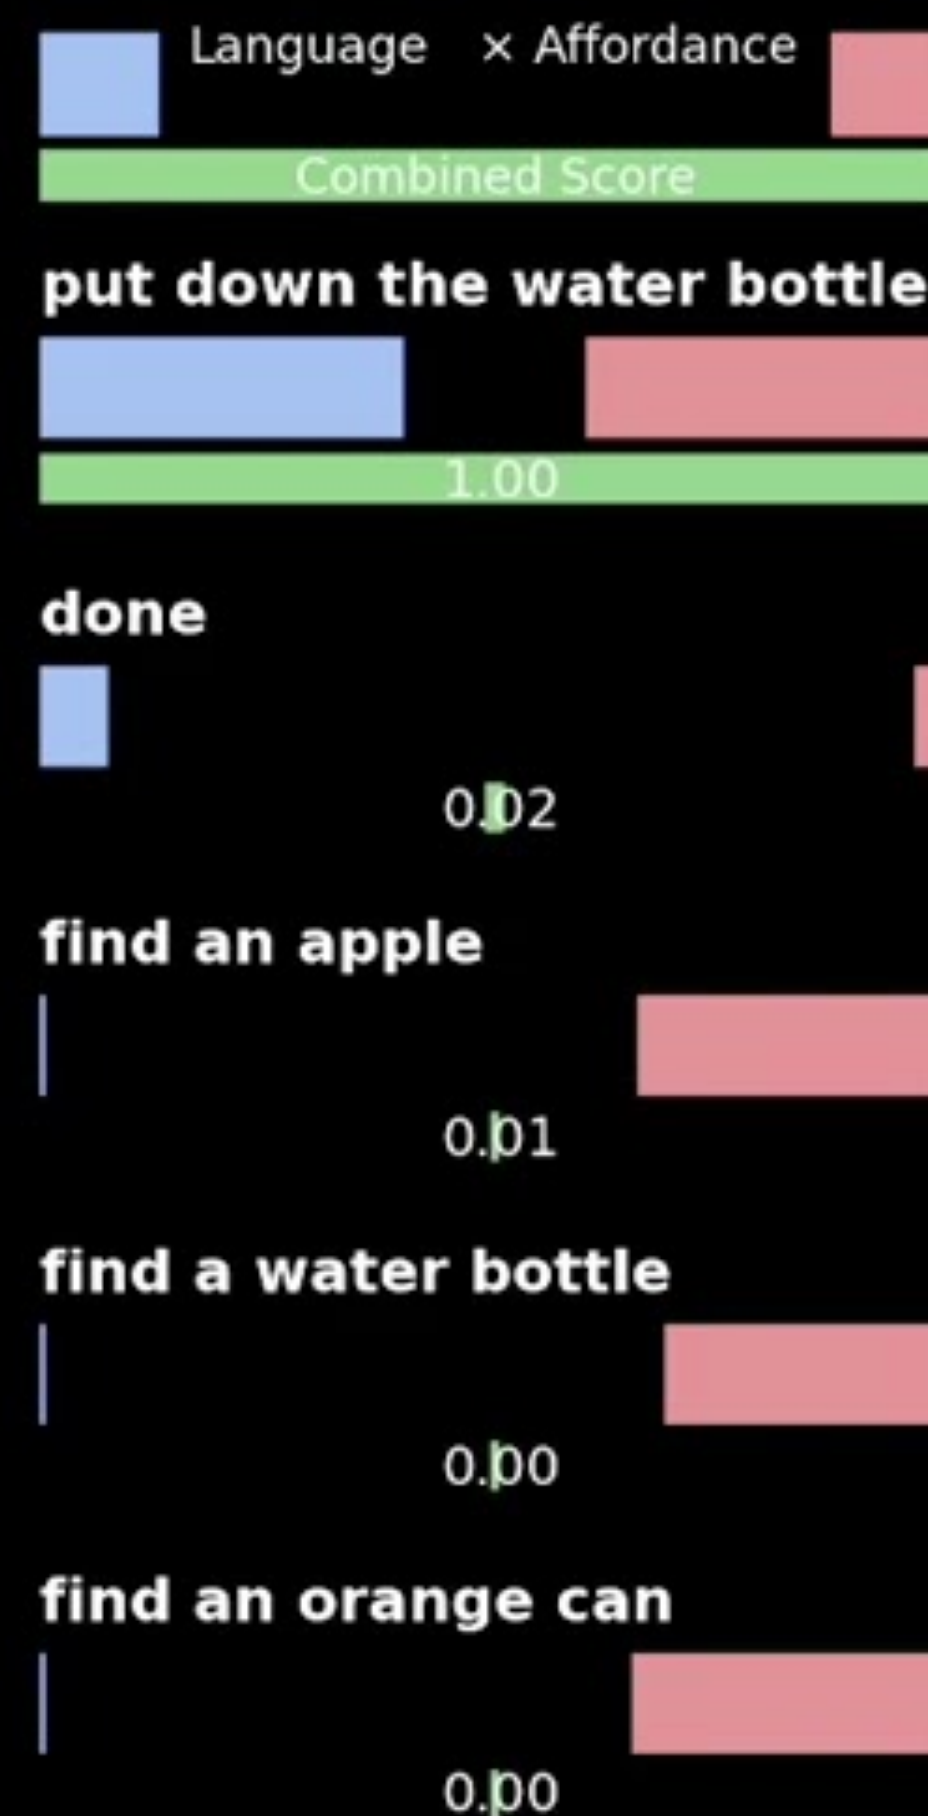 Language × Affordance
Combined Score
put down the water bottle
1.00
done
0.02
find an apple
0.01
find a water bottle
0.00
find an orange can
0.00